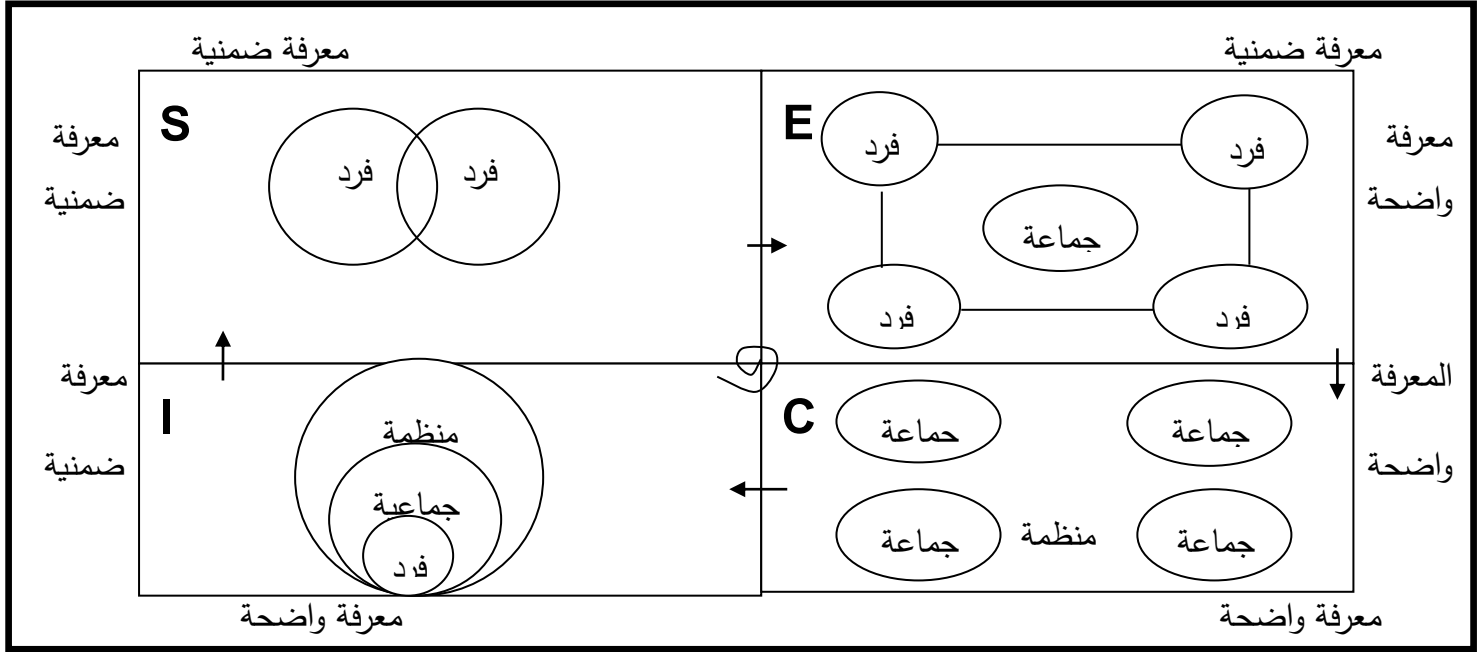 معرفة ضمنية
معرفة ضمنية
S
E
معرفة
ضمنية
معرفة
واضحة
فرد
فرد
فرد
فرد
جماعة
فرد
فرد
معرفة
ضمنية
المعرفة
واضحة
I
C
منظمة
جماعية
فرد
حماعة
جماعة
جماعة
منظمة
جماعة
معرفة واضحة
معرفة واضحة